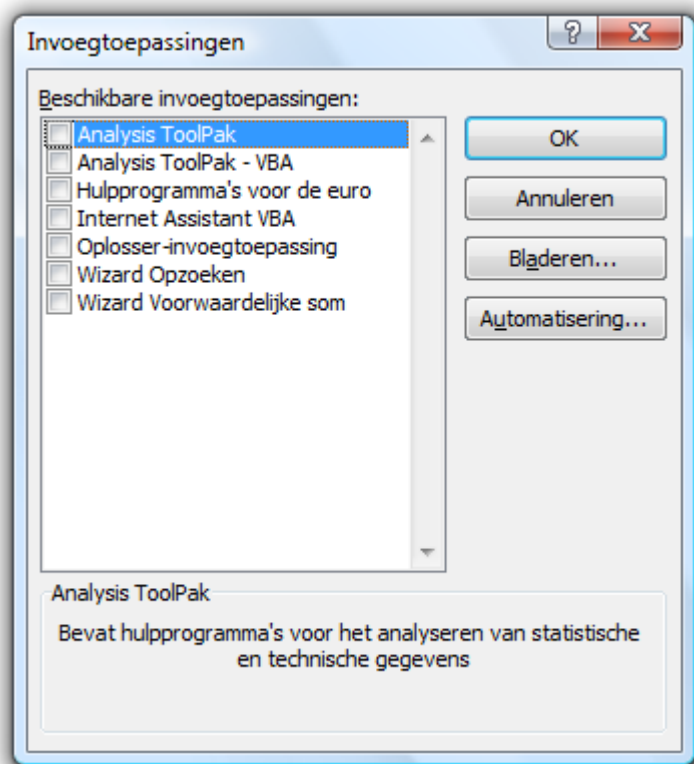 Invoegtoepassingen
Beschikbare invoegtoepassingen:
Analysis ToolPak
Analysis ToolPak - VBA
Hulpprogramma's voor de euro
Internet Assistant VBA
Oplosser-invoegtoepassing
Wizard Opzoeken
Wizard Voorwaardelijke som
OK
Annuleren
Bladeren...
Automatisering...
Analysis ToolPak
Bevat hulpprogramma's voor het analyseren van statistische
en technische gegevens